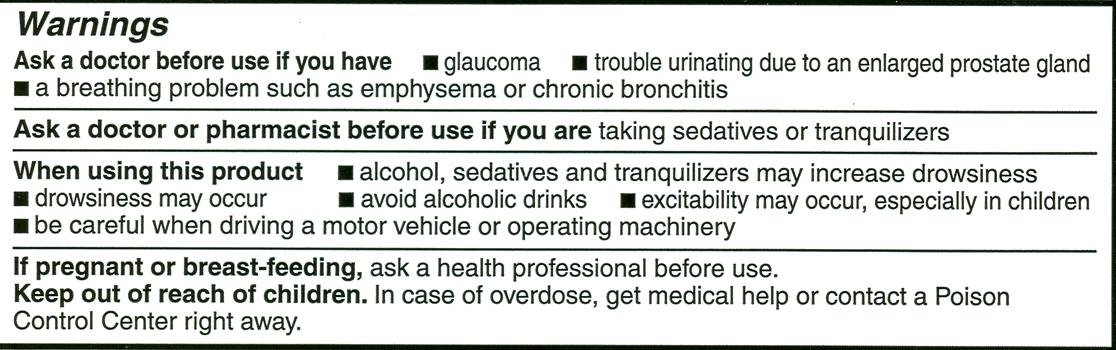 Warnings
Ask a doctor before use if you have ■ glaucoma ■ trouble urinating due to an enlarged prostate gland
■ a breathing problem such as emphysema or chronic bronchitis
Ask a doctor or pharmacist before use if you are taking sedatives or tranquilizers
When using this product ■ alcohol, sedatives and tranquilizers may increase drowsiness
■ drowsiness may occur ■ avoid alcoholic drinks ■ excitability may occur, especially in children
■ be careful when driving a motor vehicle or operating machinery
If pregnant or breast-feeding, ask a health professional before use.
Keep out of reach of children. In case of overdose, get medical help or contact a Poison
Control Center right away.